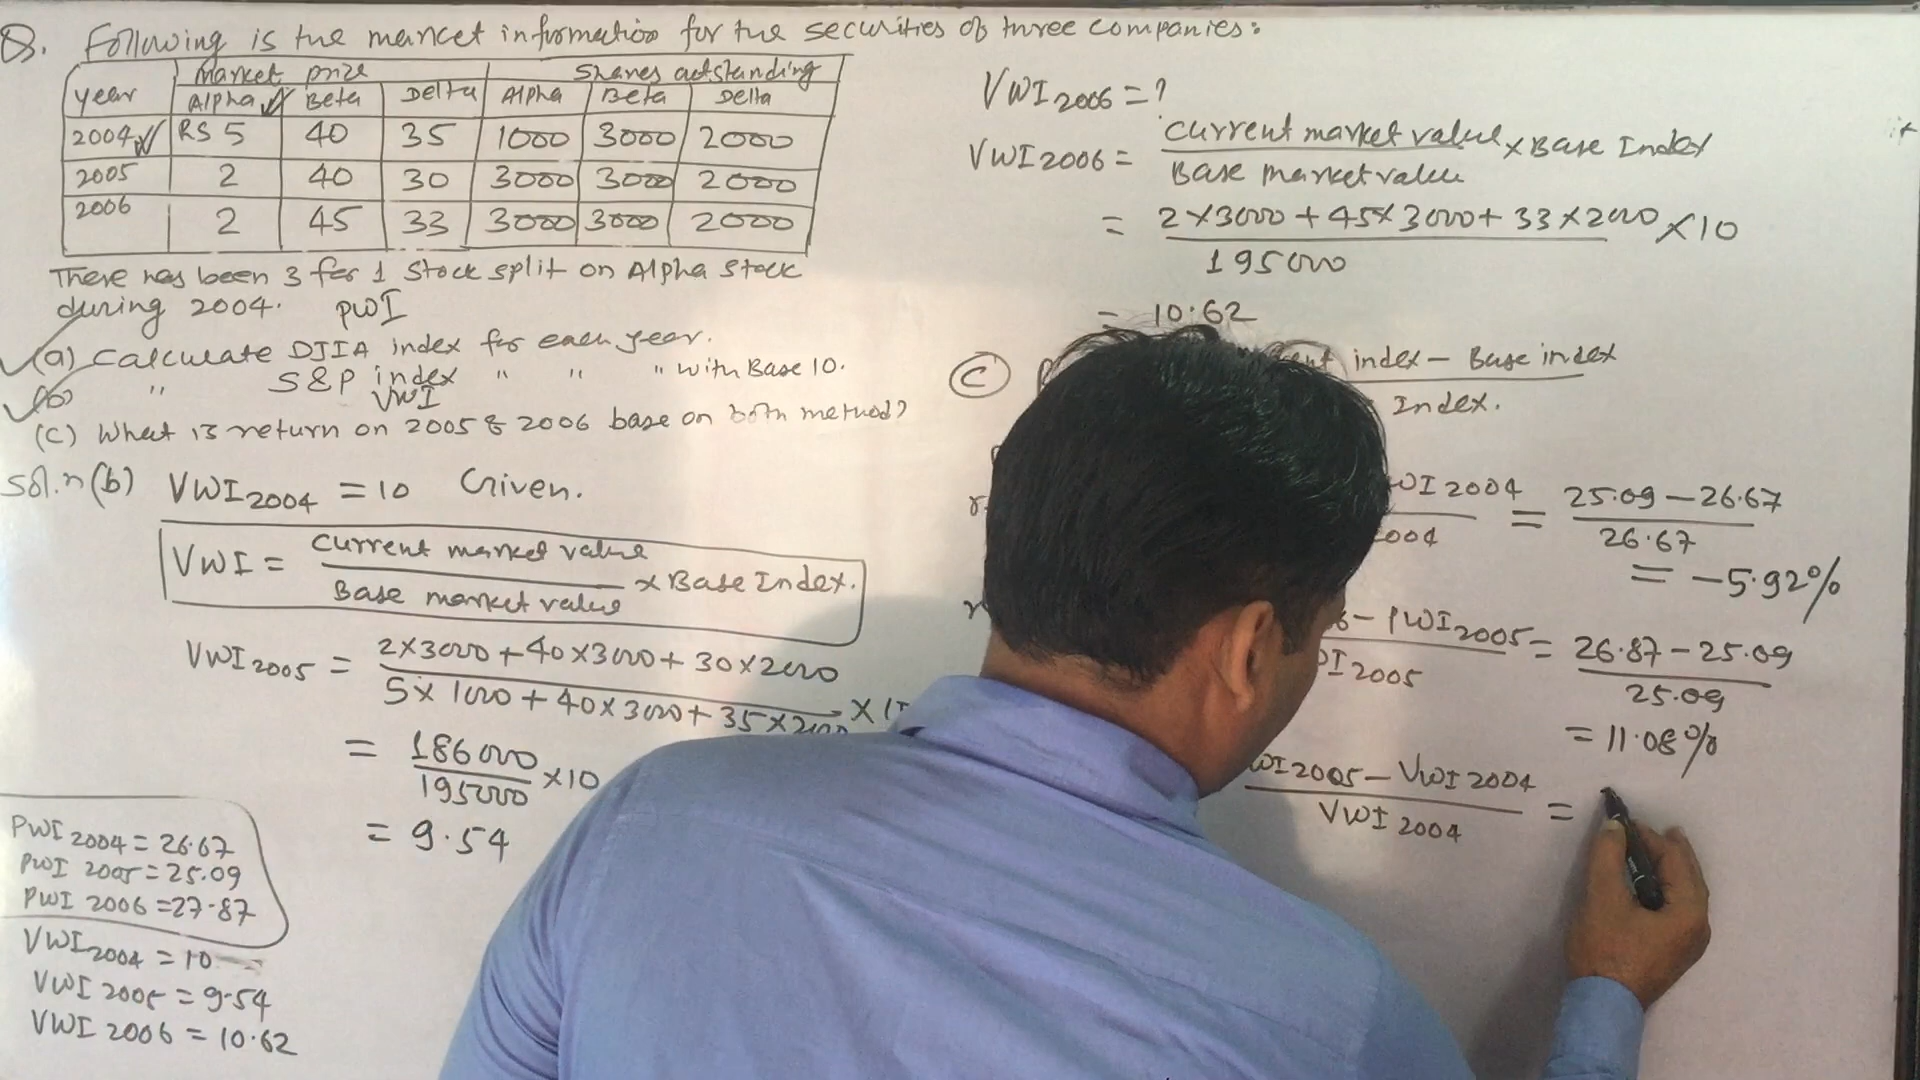 Q. Following is the market information for the securities of three companies:
year Market prize Shares outstanding
Alpha Beta Delta Alpha Beta Delta
2004 RS 5 40 35 1000 3000 2000
2005 2 40 30 3000 3000 2000
2006 2 45 33 3000 3000 2000
There has been 3 for 1 stock split on Alpha stock
during 2004. PWI
(a) Calculate DJIA index for each year.
(b) " S&P index " " " with Base 10.
VWI
(c) What is return on 2005 & 2006 base on both method?
Sol.n (b) VWI 2004 = 10 Given.
VWI = Current market value / Base market value × Base Index.
VWI 2005 = 2×3000 + 40×3000 + 30×2000
5×1000 + 40×3000 + 35×2000 ×
= 186000 / 195000 ×10
= 9.54
PWI 2004 = 26.67
PWI 2005 = 25.09
PWI 2006 = 27.87
VWI 2004 = 10
VWI 2005 = 9.54
VWI 2006 = 10.62
VWI 2006 = ?
VWI 2006 = Current market value / Base market value × Base Index
= 2×3000 + 45×3000 + 33×2000 / 195000 ×10
= 10.62
(C) index - Base index
Index.
WI 2004 = 25.09 - 26.67
004 26.67
= -5.92%
- PWI 2005 = 26.87 - 25.09
I 2005 25.09
= 11.08%
WI 2005 - VWI 2004 =
VWI 2004